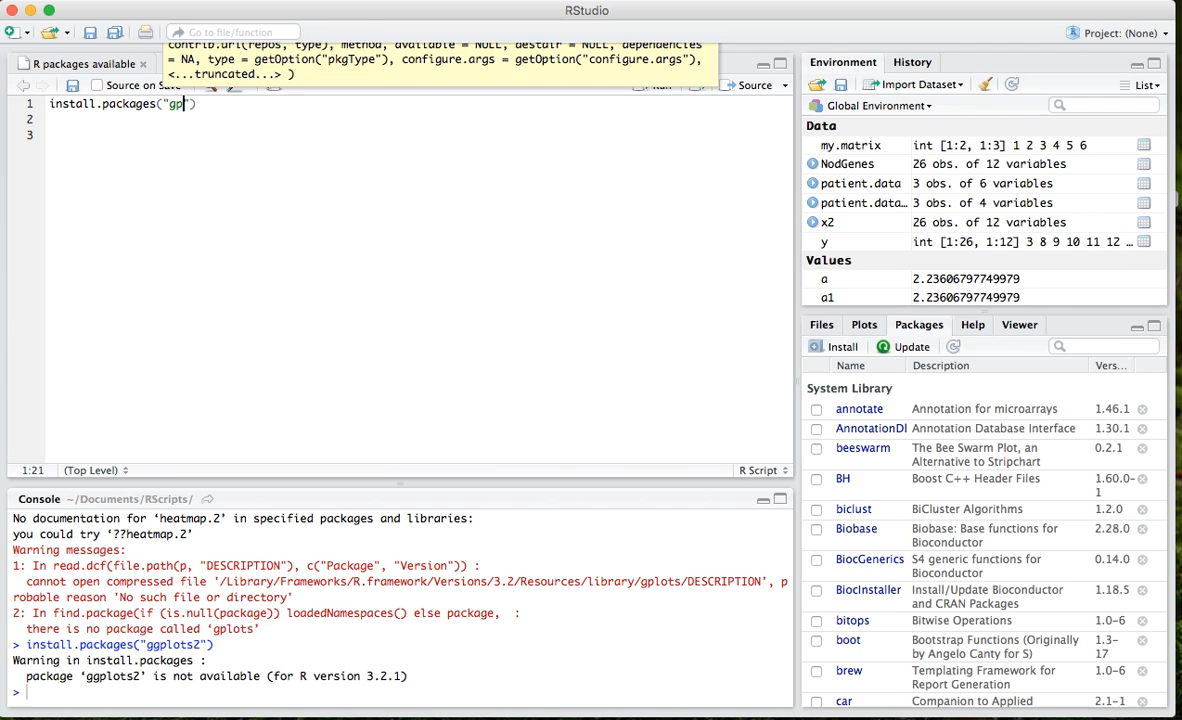 RStudio
Go to file/function
Project: (None)
contrib.url(repos, type), method, available = NULL, destdir = NULL, dependencies
= NA, type = getOption("pkgType"), configure.args = getOption("configure.args"),
<...truncated...> )
R packages available
Source on Save
Run
Source
1 install.packages("gp")
2
3
1:21 (Top Level) R Script
Console ~/Documents/RScripts/
No documentation for ‘heatmap.2’ in specified packages and libraries:
you could try ‘??heatmap.2’
Warning messages:
1: In read.dcf(file.path(p, "DESCRIPTION"), c("Package", "Version")) :
cannot open compressed file '/Library/Frameworks/R.framework/Versions/3.2/Resources/library/gplots/DESCRIPTION', p
robable reason 'No such file or directory'
2: In find.package(if (is.null(package)) loadedNamespaces() else package, :
there is no package called ‘gplots’
> install.packages("ggplots2")
Warning in install.packages :
package ‘ggplots2’ is not available (for R version 3.2.1)
>
Environment History
Import Dataset List
Global Environment
Data
my.matrix int [1:2, 1:3] 1 2 3 4 5 6
NodGenes 26 obs. of 12 variables
patient.data 3 obs. of 6 variables
patient.data… 3 obs. of 4 variables
x2 26 obs. of 12 variables
y int [1:26, 1:12] 3 8 9 10 11 12 …
Values
a 2.23606797749979
a1 2.23606797749979
Files Plots Packages Help Viewer
Install Update
Name Description Vers...
System Library
annotate Annotation for microarrays 1.46.1
AnnotationDI Annotation Database Interface 1.30.1
beeswarm The Bee Swarm Plot, an 0.2.1
Alternative to Stripchart
BH Boost C++ Header Files 1.60.0-
1
biclust BiCluster Algorithms 1.2.0
Biobase Biobase: Base functions for 2.28.0
Bioconductor
BiocGenerics S4 generic functions for 0.14.0
Bioconductor
BiocInstaller Install/Update Bioconductor 1.18.5
and CRAN Packages
bitops Bitwise Operations 1.0-6
boot Bootstrap Functions (Originally 1.3-
by Angelo Canty for S) 17
brew Templating Framework for 1.0-6
Report Generation
car Companion to Applied 2.1-1